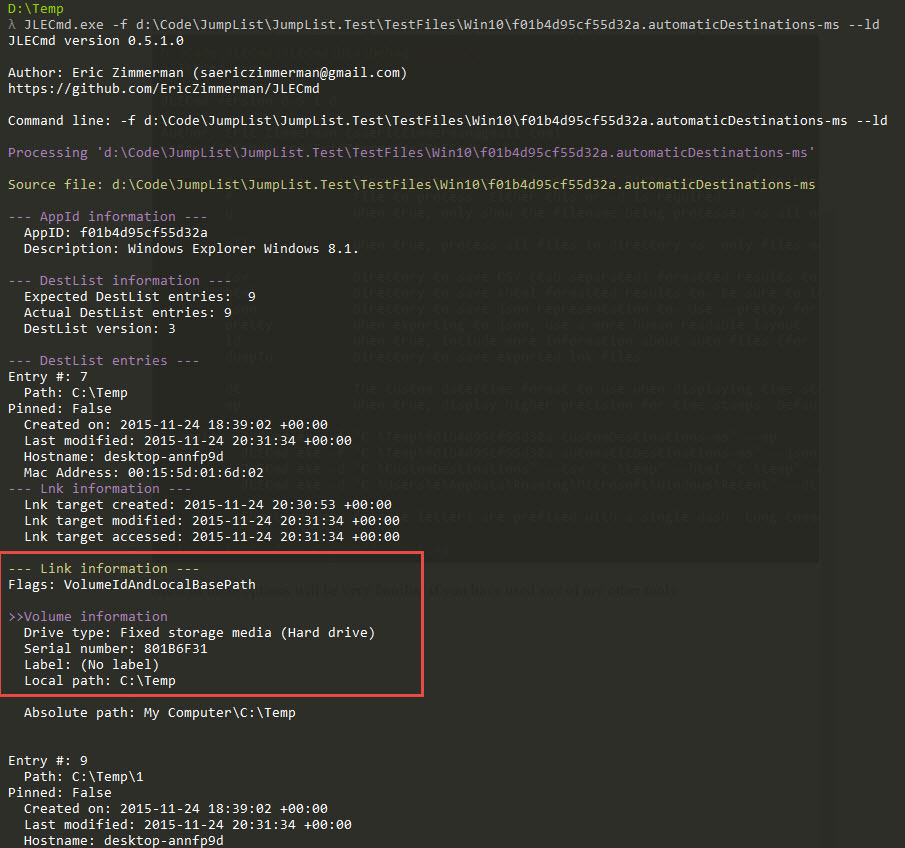 D:\Temp
λ JLECmd.exe -f d:\Code\JumpList\JumpList.Test\TestFiles\Win10\f01b4d95cf55d32a.automaticDestinations-ms --ld
JLECmd version 0.5.1.0
Author: Eric Zimmerman (saericzimmerman@gmail.com)
https://github.com/EricZimmerman/JLECmd
Command line: -f d:\Code\JumpList\JumpList.Test\TestFiles\Win10\f01b4d95cf55d32a.automaticDestinations-ms --ld
Processing 'd:\Code\JumpList\JumpList.Test\TestFiles\Win10\f01b4d95cf55d32a.automaticDestinations-ms'
Source file: d:\Code\JumpList\JumpList.Test\TestFiles\Win10\f01b4d95cf55d32a.automaticDestinations-ms
--- AppId information ---
AppID: f01b4d95cf55d32a
Description: Windows Explorer Windows 8.1.
--- DestList information ---
Expected DestList entries:  9
Actual DestList entries: 9
DestList version: 3
--- DestList entries ---
Entry #: 7
Path: C:\Temp
Pinned: False
Created on: 2015-11-24 18:39:02 +00:00
Last modified: 2015-11-24 20:31:34 +00:00
Hostname: desktop-annfp9d
Mac Address: 00:15:5d:01:6d:02
--- Lnk information ---
Lnk target created: 2015-11-24 20:30:53 +00:00
Lnk target modified: 2015-11-24 20:31:34 +00:00
Lnk target accessed: 2015-11-24 20:31:34 +00:00
--- Link information ---
Flags: VolumeIdAndLocalBasePath
>>Volume information
Drive type: Fixed storage media (Hard drive)
Serial number: 801B6F31
Label: (No label)
Local path: C:\Temp
Absolute path: My Computer\C:\Temp
Entry #: 9
Path: C:\Temp\1
Pinned: False
Created on: 2015-11-24 18:39:02 +00:00
Last modified: 2015-11-24 20:31:34 +00:00
Hostname: desktop-annfp9d